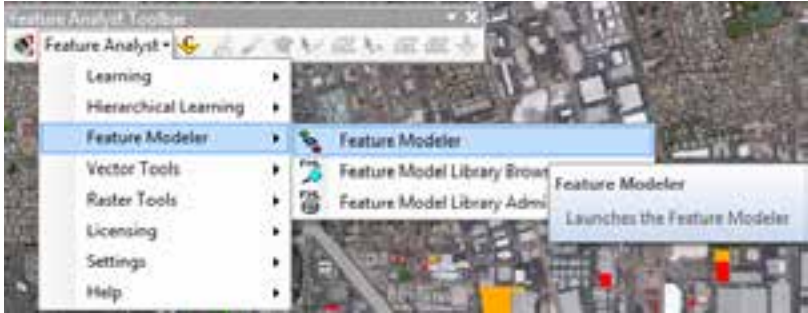 Feature Analyst Toolbar
Feature Analyst
Learning
Hierarchical Learning
Feature Modeler
Vector Tools
Raster Tools
Licensing
Settings
Help
Feature Modeler
Feature Model Library Brow
Feature Model Library Admi
Feature Modeler
Launches the Feature Modeler